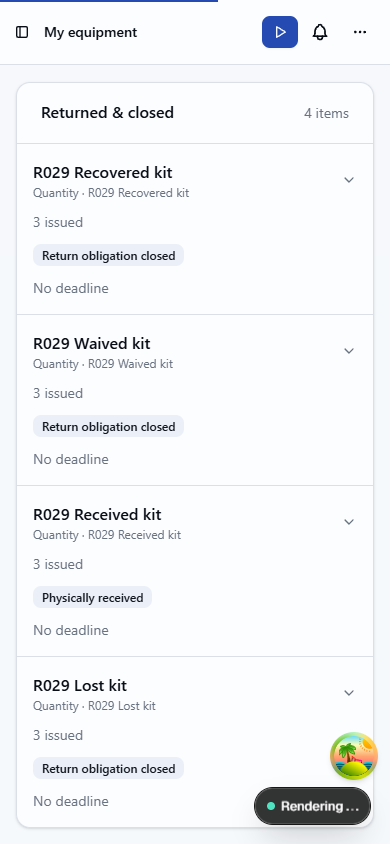 My equipment
Returned & closed
4 items
R029 Recovered kit
Quantity · R029 Recovered kit
3 issued
Return obligation closed
No deadline
R029 Waived kit
Quantity · R029 Waived kit
3 issued
Return obligation closed
No deadline
R029 Received kit
Quantity · R029 Received kit
3 issued
Physically received
No deadline
R029 Lost kit
Quantity · R029 Lost kit
3 issued
Return obligation closed
No deadline
Rendering ...